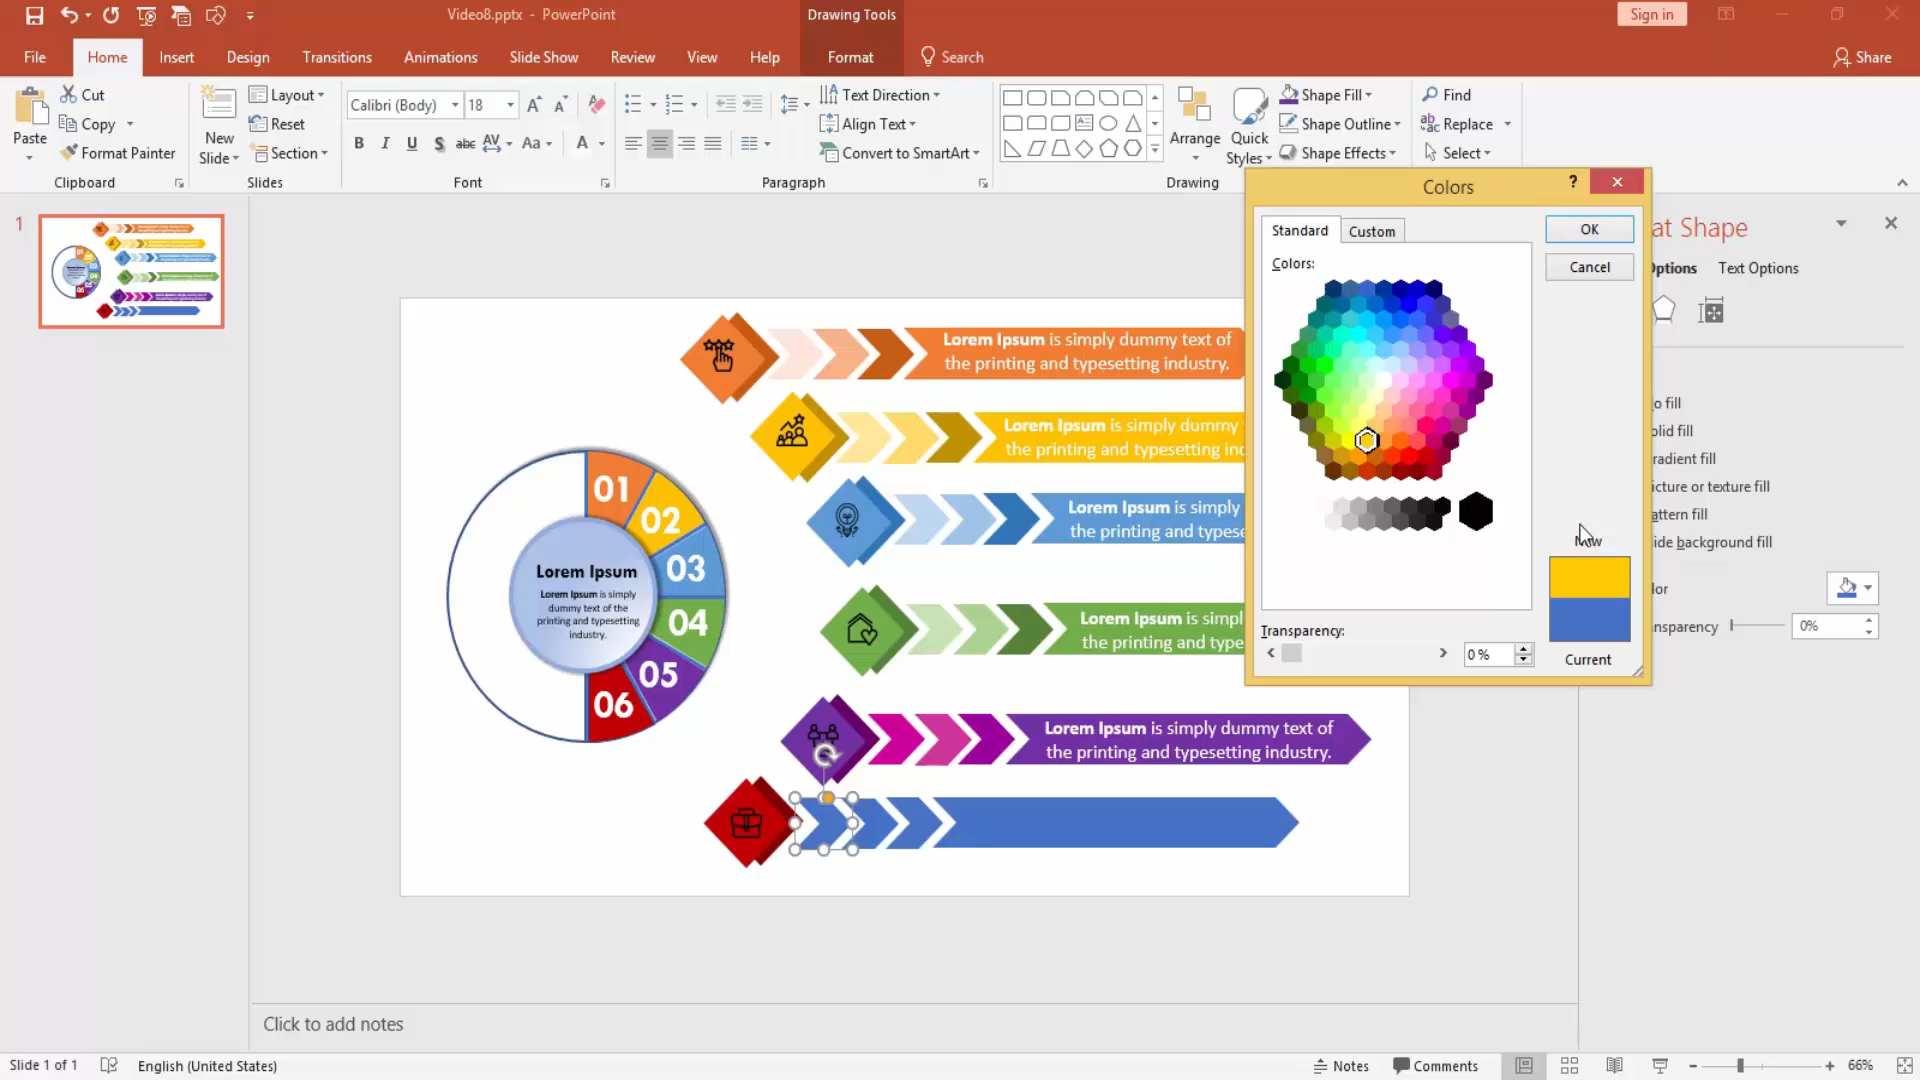 Video8.pptx - PowerPoint
Drawing Tools
Sign in
File
Home
Insert
Design
Transitions
Animations
Slide Show
Review
View
Help
Format
Search
Share
Paste
Cut
Copy
Format Painter
Clipboard
New
Slide
Layout
Reset
Section
Slides
Calibri (Body)
18
B I U S abc AV Aa A
Font
Text Direction
Align Text
Convert to SmartArt
Paragraph
Arrange
Quick
Styles
Shape Fill
Shape Outline
Shape Effects
Drawing
Find
Replace
Select
1
Colors
?
Standard
Custom
OK
Cancel
Colors:
Transparency:
0 %
Current
at Shape
Options
Text Options
o fill
olid fill
radient fill
icture or texture fill
attern fill
ide background fill
lor
nsparency
0%
Lorem Ipsum is simply dummy text of
the printing and typesetting industry.
Lorem Ipsum is simply dummy
the printing and typesetting inc
Lorem Ipsum is simply
the printing and typese
Lorem Ipsum is simpl
the printing and type
Lorem Ipsum is simply dummy text of
the printing and typesetting industry.
01
02
03
04
05
06
Lorem Ipsum
Lorem Ipsum is simply
dummy text of the
printing and typesetting
industry.
Click to add notes
Slide 1 of 1
English (United States)
Notes
Comments
66%